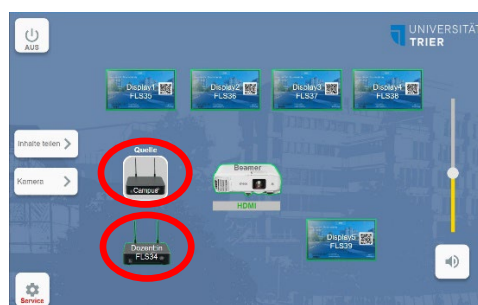 AUS
UNIVERSITÄT
TRIER
Display1
FLS35
Display2
FLS36
Display3
FLS37
Display4
FLS38
Inhalte teilen
Quelle
Campus
Beamer
HDMI
Kamera
Dozent:in
FLS34
Display5
FLS39
Service